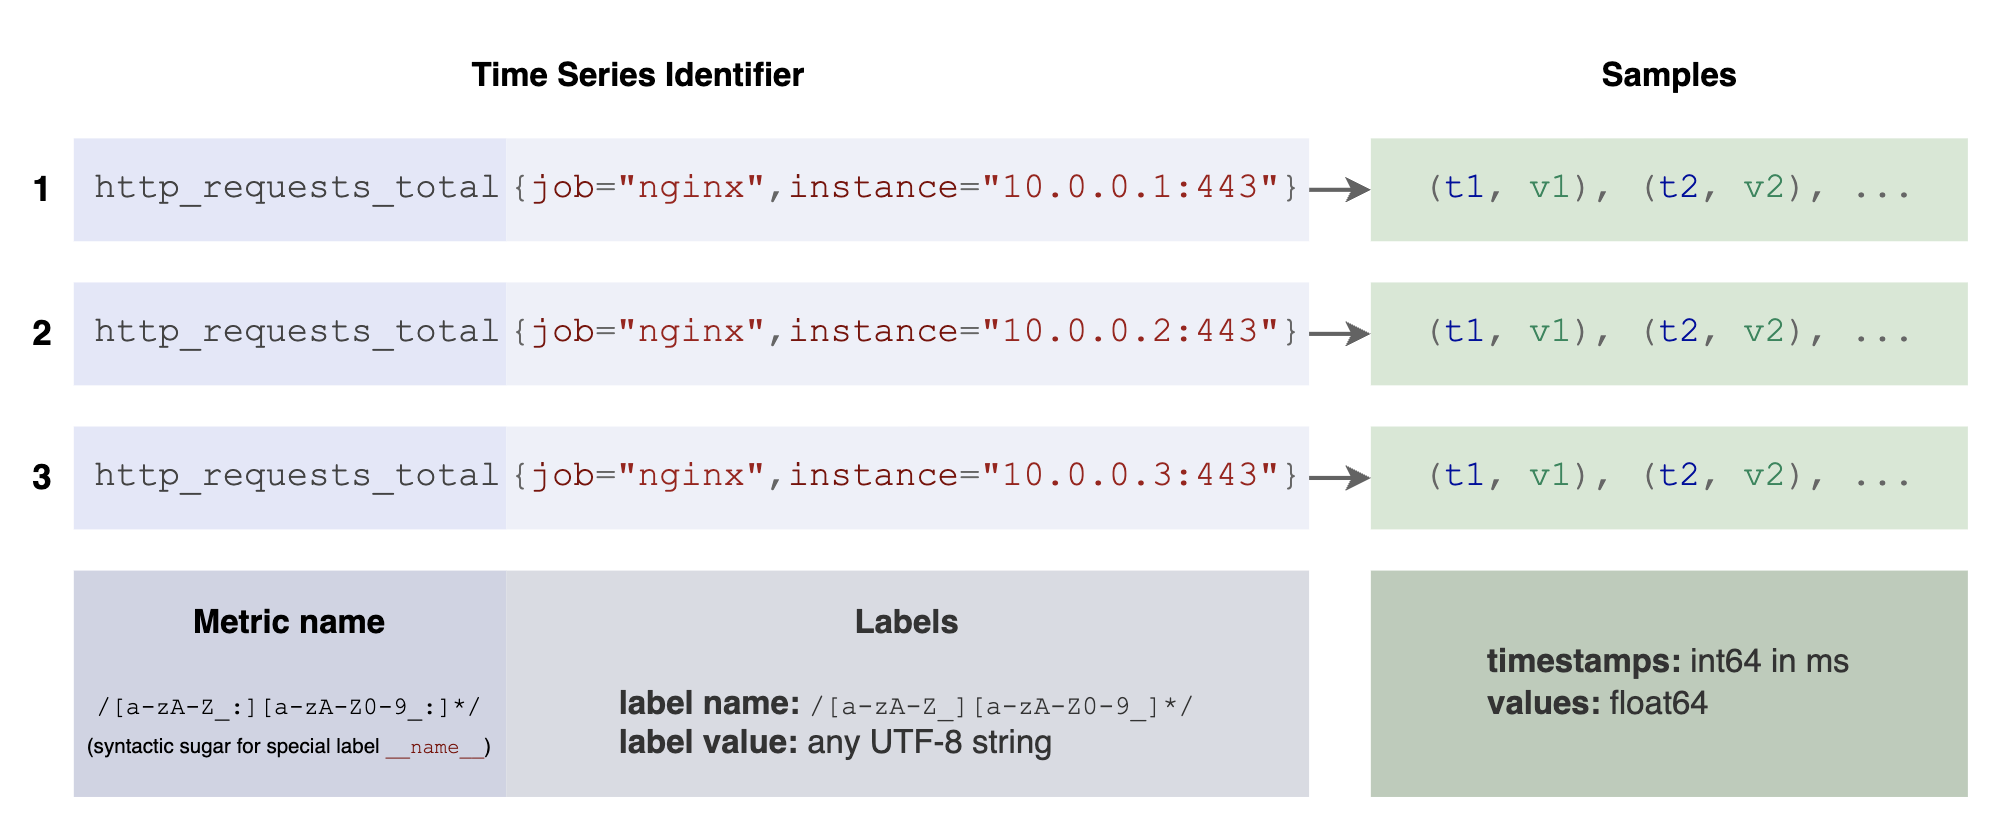 Time Series Identifier Samples
1 http_requests_total {job="nginx",instance="10.0.0.1:443"} (t1, v1), (t2, v2), ...
2 http_requests_total {job="nginx",instance="10.0.0.2:443"} (t1, v1), (t2, v2), ...
3 http_requests_total {job="nginx",instance="10.0.0.3:443"} (t1, v1), (t2, v2), ...
Metric name
/[a-zA-Z_:][a-zA-Z0-9_:]*/
(syntactic sugar for special label __name__)
Labels
label name: /[a-zA-Z_][a-zA-Z0-9_]*/
label value: any UTF-8 string
timestamps: int64 in ms
values: float64